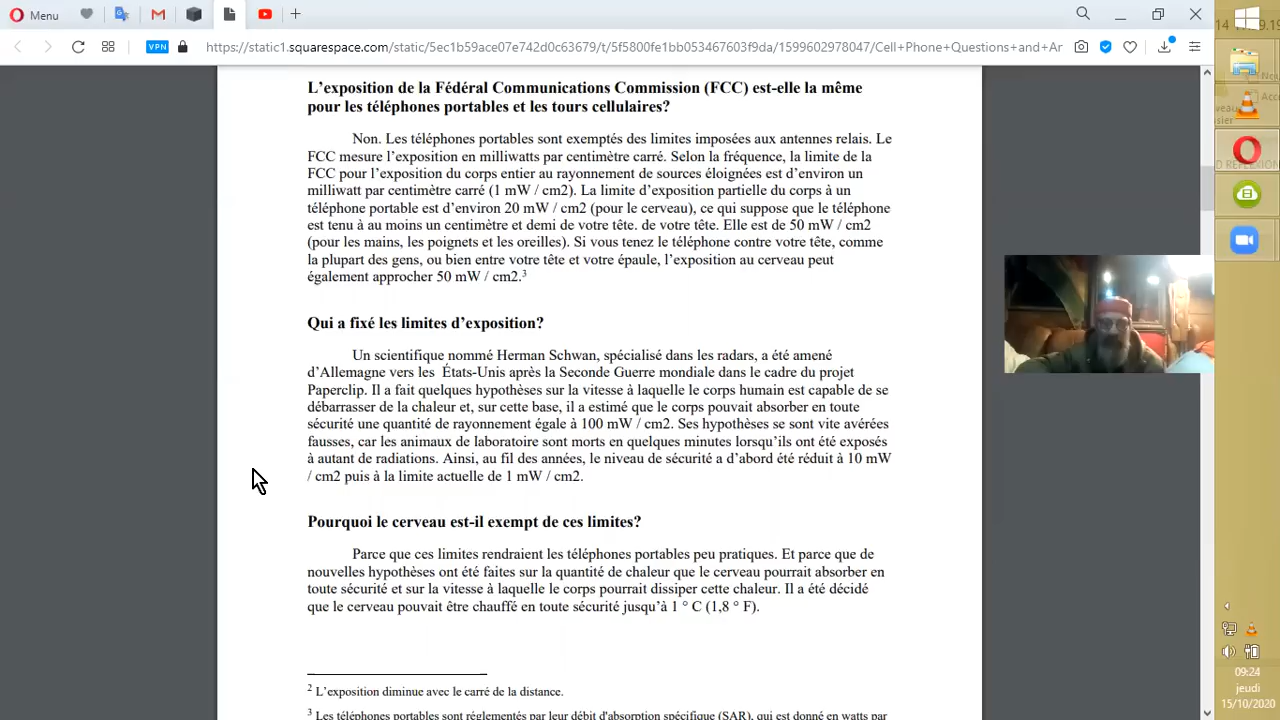 Menu
https://static1.squarespace.com/static/5ec1b59ace07e742d0c63679/t/5f5800fe1bb053467603f9da/1599602978047/Cell+Phone+Questions+and+Ar
VPN
L'exposition de la Fédéral Communications Commission (FCC) est-elle la même
pour les téléphones portables et les tours cellulaires?
Non. Les téléphones portables sont exemptés des limites imposées aux antennes relais. Le
FCC mesure l'exposition en milliwatts par centimètre carré. Selon la fréquence, la limite de la
FCC pour l'exposition du corps entier au rayonnement de sources éloignées est d'environ un
milliwatt par centimètre carré (1 mW / cm2). La limite d'exposition partielle du corps à un
téléphone portable est d'environ 20 mW / cm2 (pour le cerveau), ce qui suppose que le téléphone
est tenu à au moins un centimètre et demi de votre tête. de votre tête. Elle est de 50 mW / cm2
(pour les mains, les poignets et les oreilles). Si vous tenez le téléphone contre votre tête, comme
la plupart des gens, ou bien entre votre tête et votre épaule, l'exposition au cerveau peut
également approcher 50 mW / cm2.3
Qui a fixé les limites d'exposition?
Un scientifique nommé Herman Schwan, spécialisé dans les radars, a été amené
d'Allemagne vers les États-Unis après la Seconde Guerre mondiale dans le cadre du projet
Paperclip. Il a fait quelques hypothèses sur la vitesse à laquelle le corps humain est capable de se
débarrasser de la chaleur et, sur cette base, il a estimé que le corps pouvait absorber en toute
sécurité une quantité de rayonnement égale à 100 mW / cm2. Ses hypothèses se sont vite avérées
fausses, car les animaux de laboratoire sont morts en quelques minutes lorsqu'ils ont été exposés
à autant de radiations. Ainsi, au fil des années, le niveau de sécurité a d'abord été réduit à 10 mW
/ cm2 puis à la limite actuelle de 1 mW / cm2.
Pourquoi le cerveau est-il exempt de ces limites?
Parce que ces limites rendraient les téléphones portables peu pratiques. Et parce que de
nouvelles hypothèses ont été faites sur la quantité de chaleur que le cerveau pourrait absorber en
toute sécurité et sur la vitesse à laquelle le corps pourrait dissiper cette chaleur. Il a été décidé
que le cerveau pouvait être chauffé en toute sécurité jusqu'à 1 ° C (1,8 ° F).
2 L'exposition diminue avec le carré de la distance.
3 Les téléphones portables sont réglementés par leur débit d'absorption spécifique (SAR), qui est donné en watts par
09:24
jeudi
15/10/2020